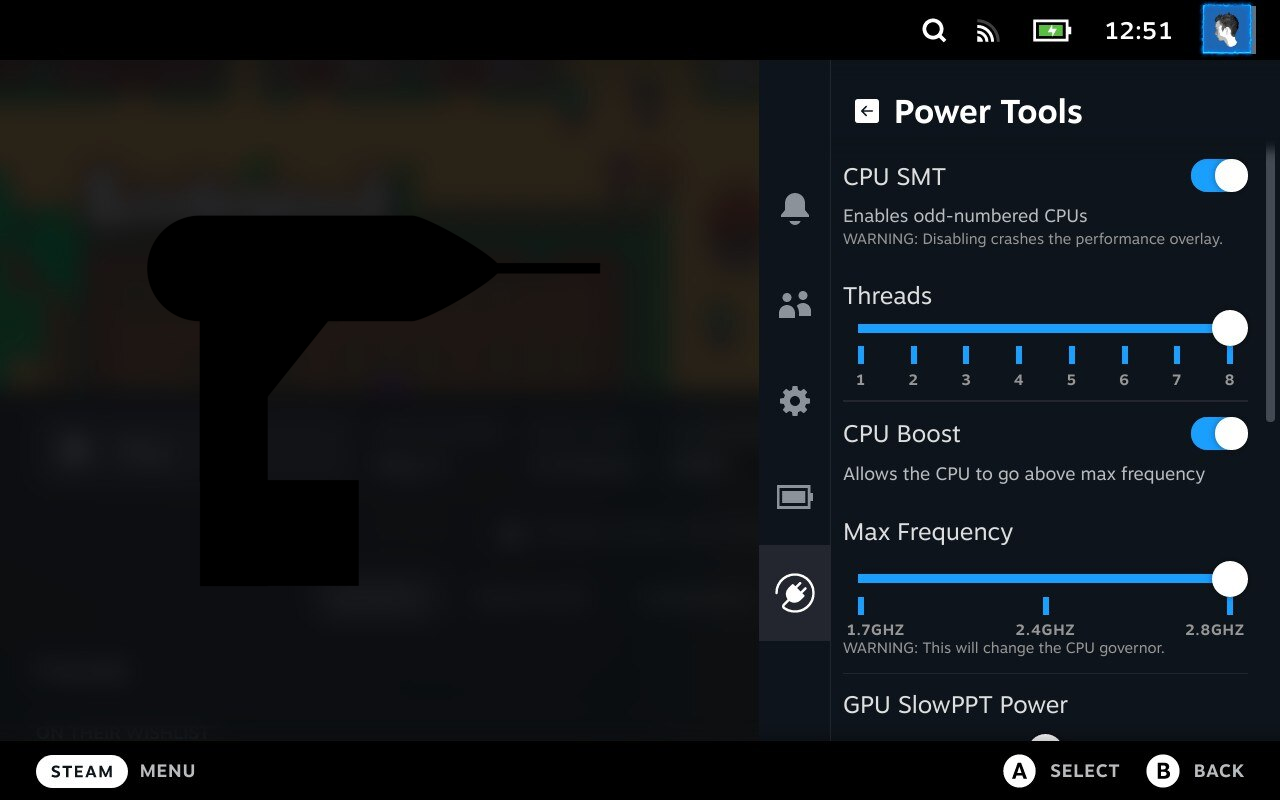 12:51
Power Tools
CPU SMT
Enables odd-numbered CPUs
WARNING: Disabling crashes the performance overlay.
Threads
1 2 3 4 5 6 7 8
CPU Boost
Allows the CPU to go above max frequency
Max Frequency
1.7GHZ 2.4GHZ 2.8GHZ
WARNING: This will change the CPU governor.
GPU SlowPPT Power
ON THEIR WISHLIST
STEAM MENU
A SELECT B BACK